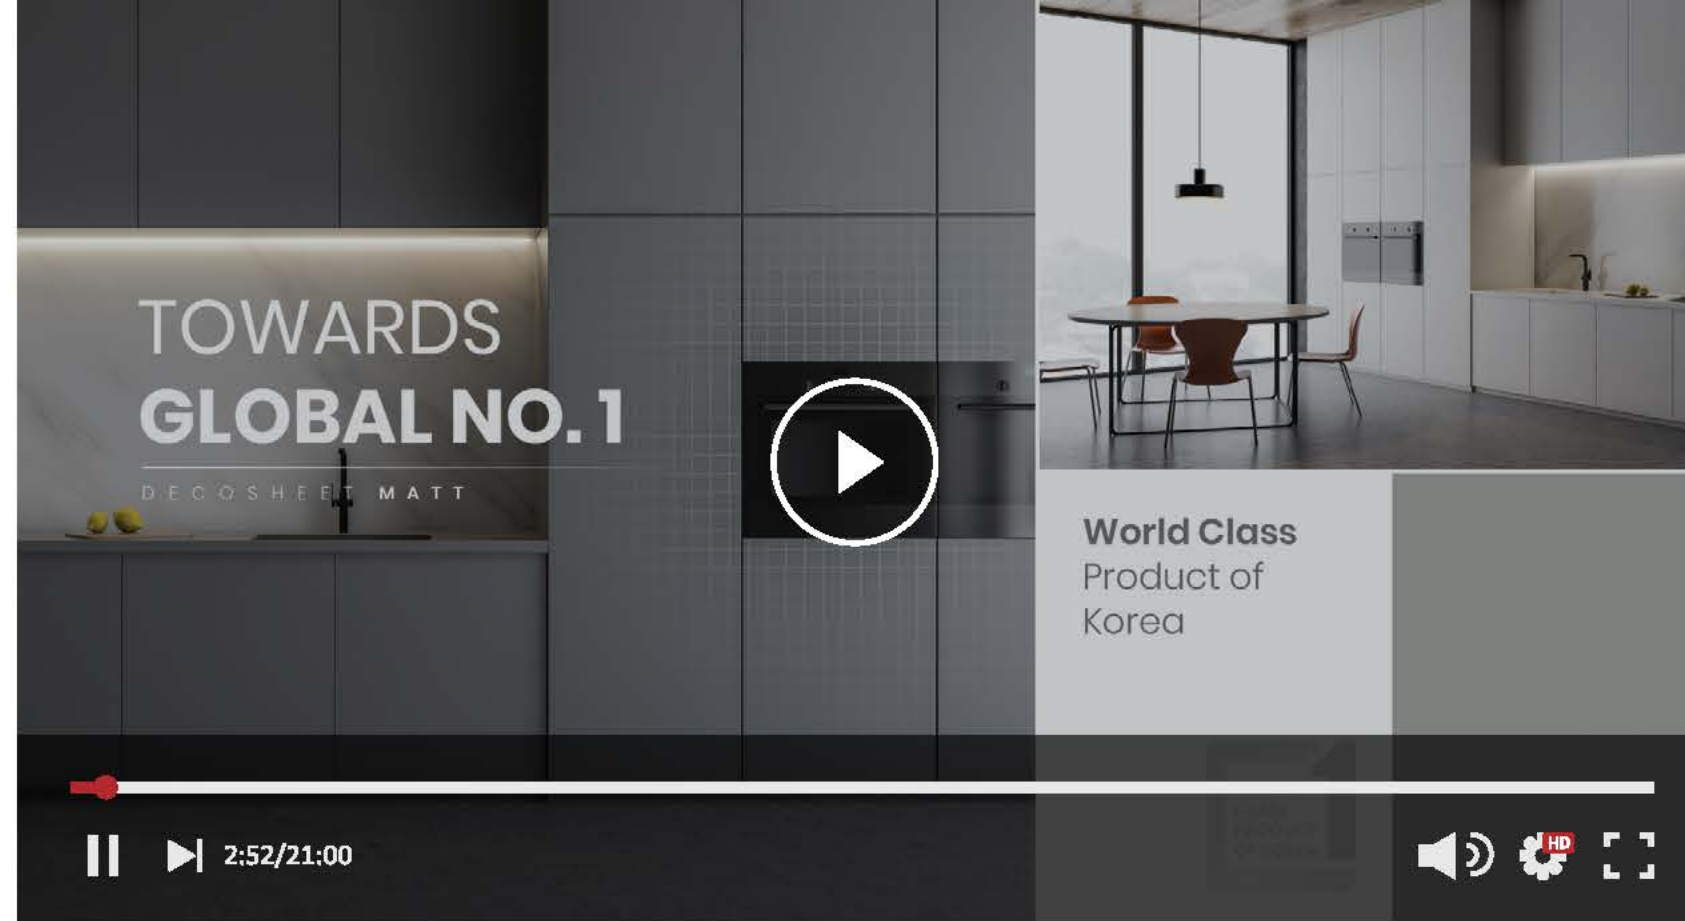 TOWARDS
GLOBAL NO. 1
DECOSHEET MATT
World Class
Product of
Korea
2:52/21:00
HD